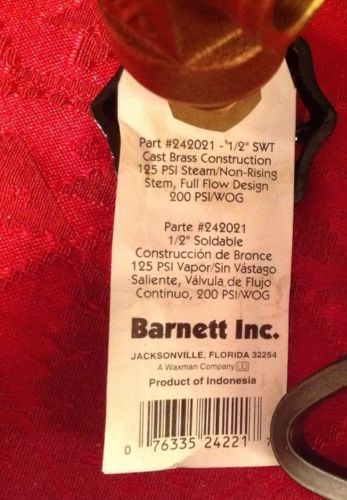 Part #242021 - 1/2" SWT
Cast Brass Construction
125 PSI Steam/Non-Rising
Stem, Full Flow Design
200 PSI/WOG
Parte #242021
1/2" Soldable
Construcción de Bronce
125 PSI Vapor/Sin Vástago
Saliente, Válvula de Flujo
Continuo, 200 PSI/WOG
Barnett Inc.
JACKSONVILLE, FLORIDA 32254
A Waxman Company
Product of Indonesia
0 76335 24221 7